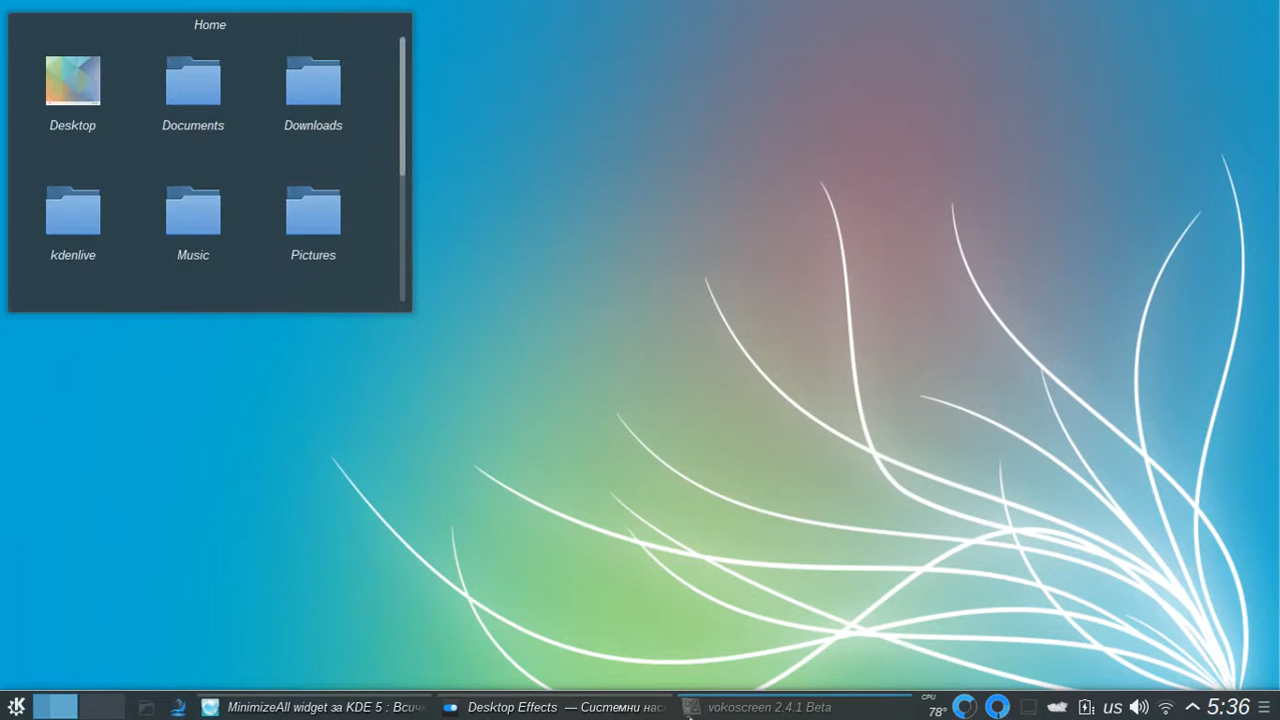 Home
Desktop
Documents
Downloads
kdenlive
Music
Pictures
MinimizeAll widget за KDE 5 : Всич
Desktop Effects — Системни нас
vokoscreen 2.4.1 Beta
CPU
78°
us
5:36